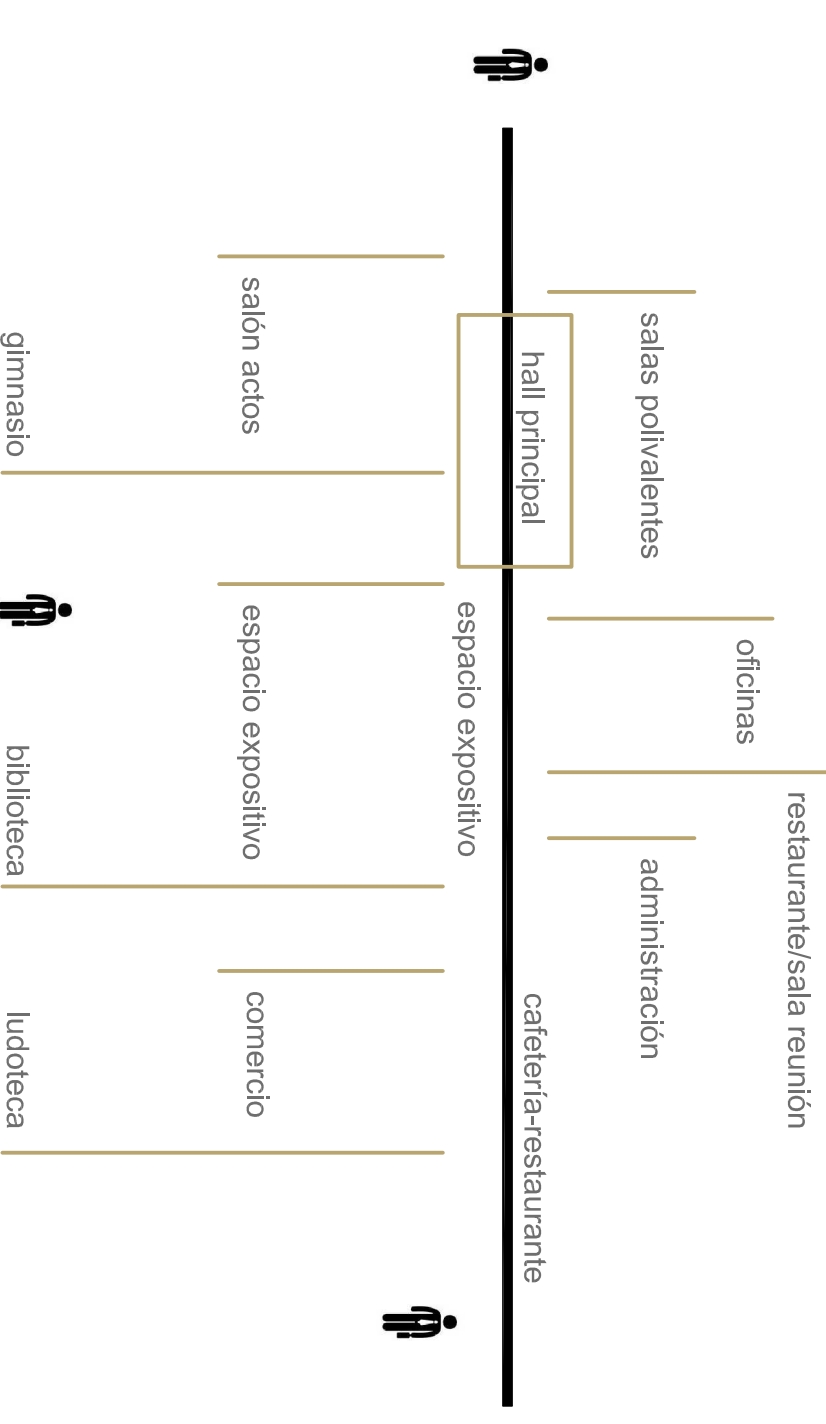 restaurante/sala reunión
oficinas
salas polivalentes
administración
hall principal
cafetería-restaurante
espacio expositivo
salón actos
espacio expositivo
comercio
gimnasio
biblioteca
ludoteca